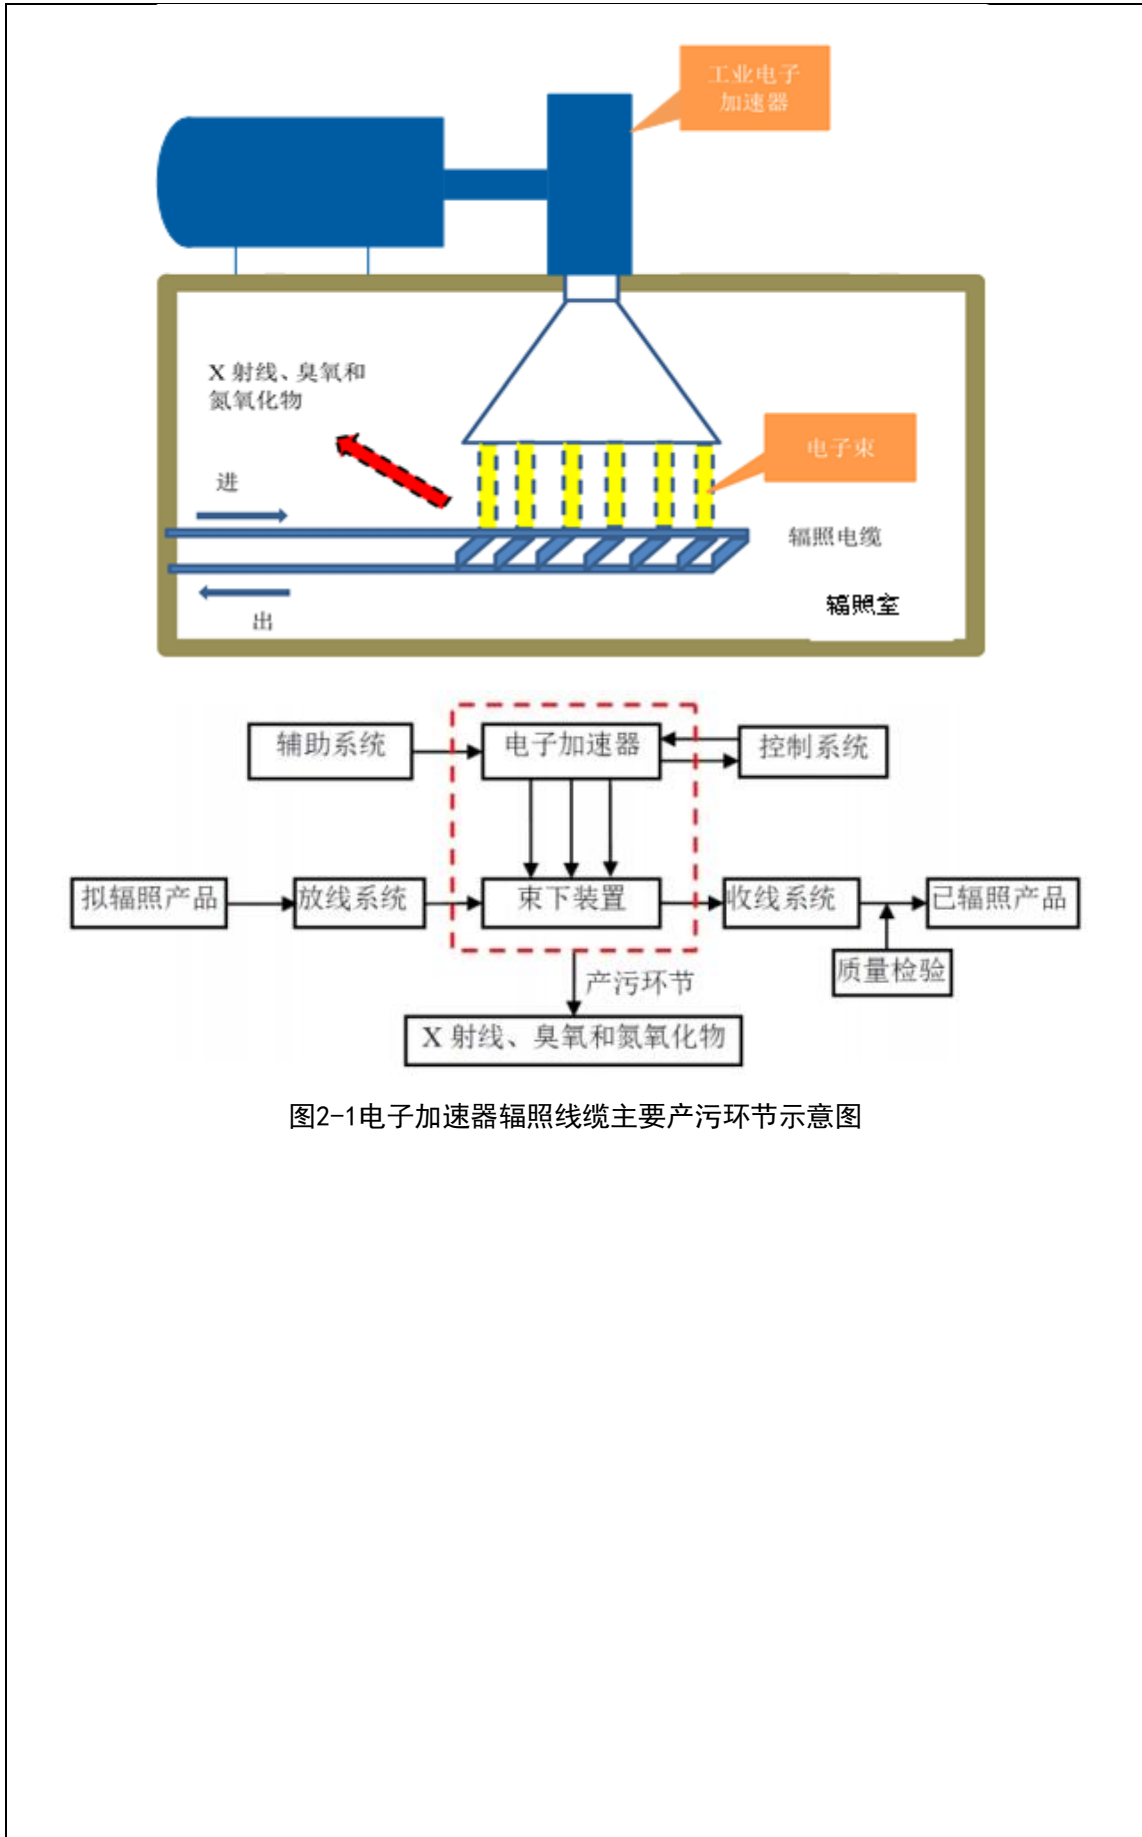 工业电子
加速器
X 射线、臭氧和
氮氧化物
电子束
进
辐照电缆
辐照室
出
辅助系统
电子加速器
控制系统
拟辐照产品
放线系统
束下装置
收线系统
已辐照产品
质量检验
产污环节
X 射线、臭氧和氮氧化物
图2-1电子加速器辐照线缆主要产污环节示意图